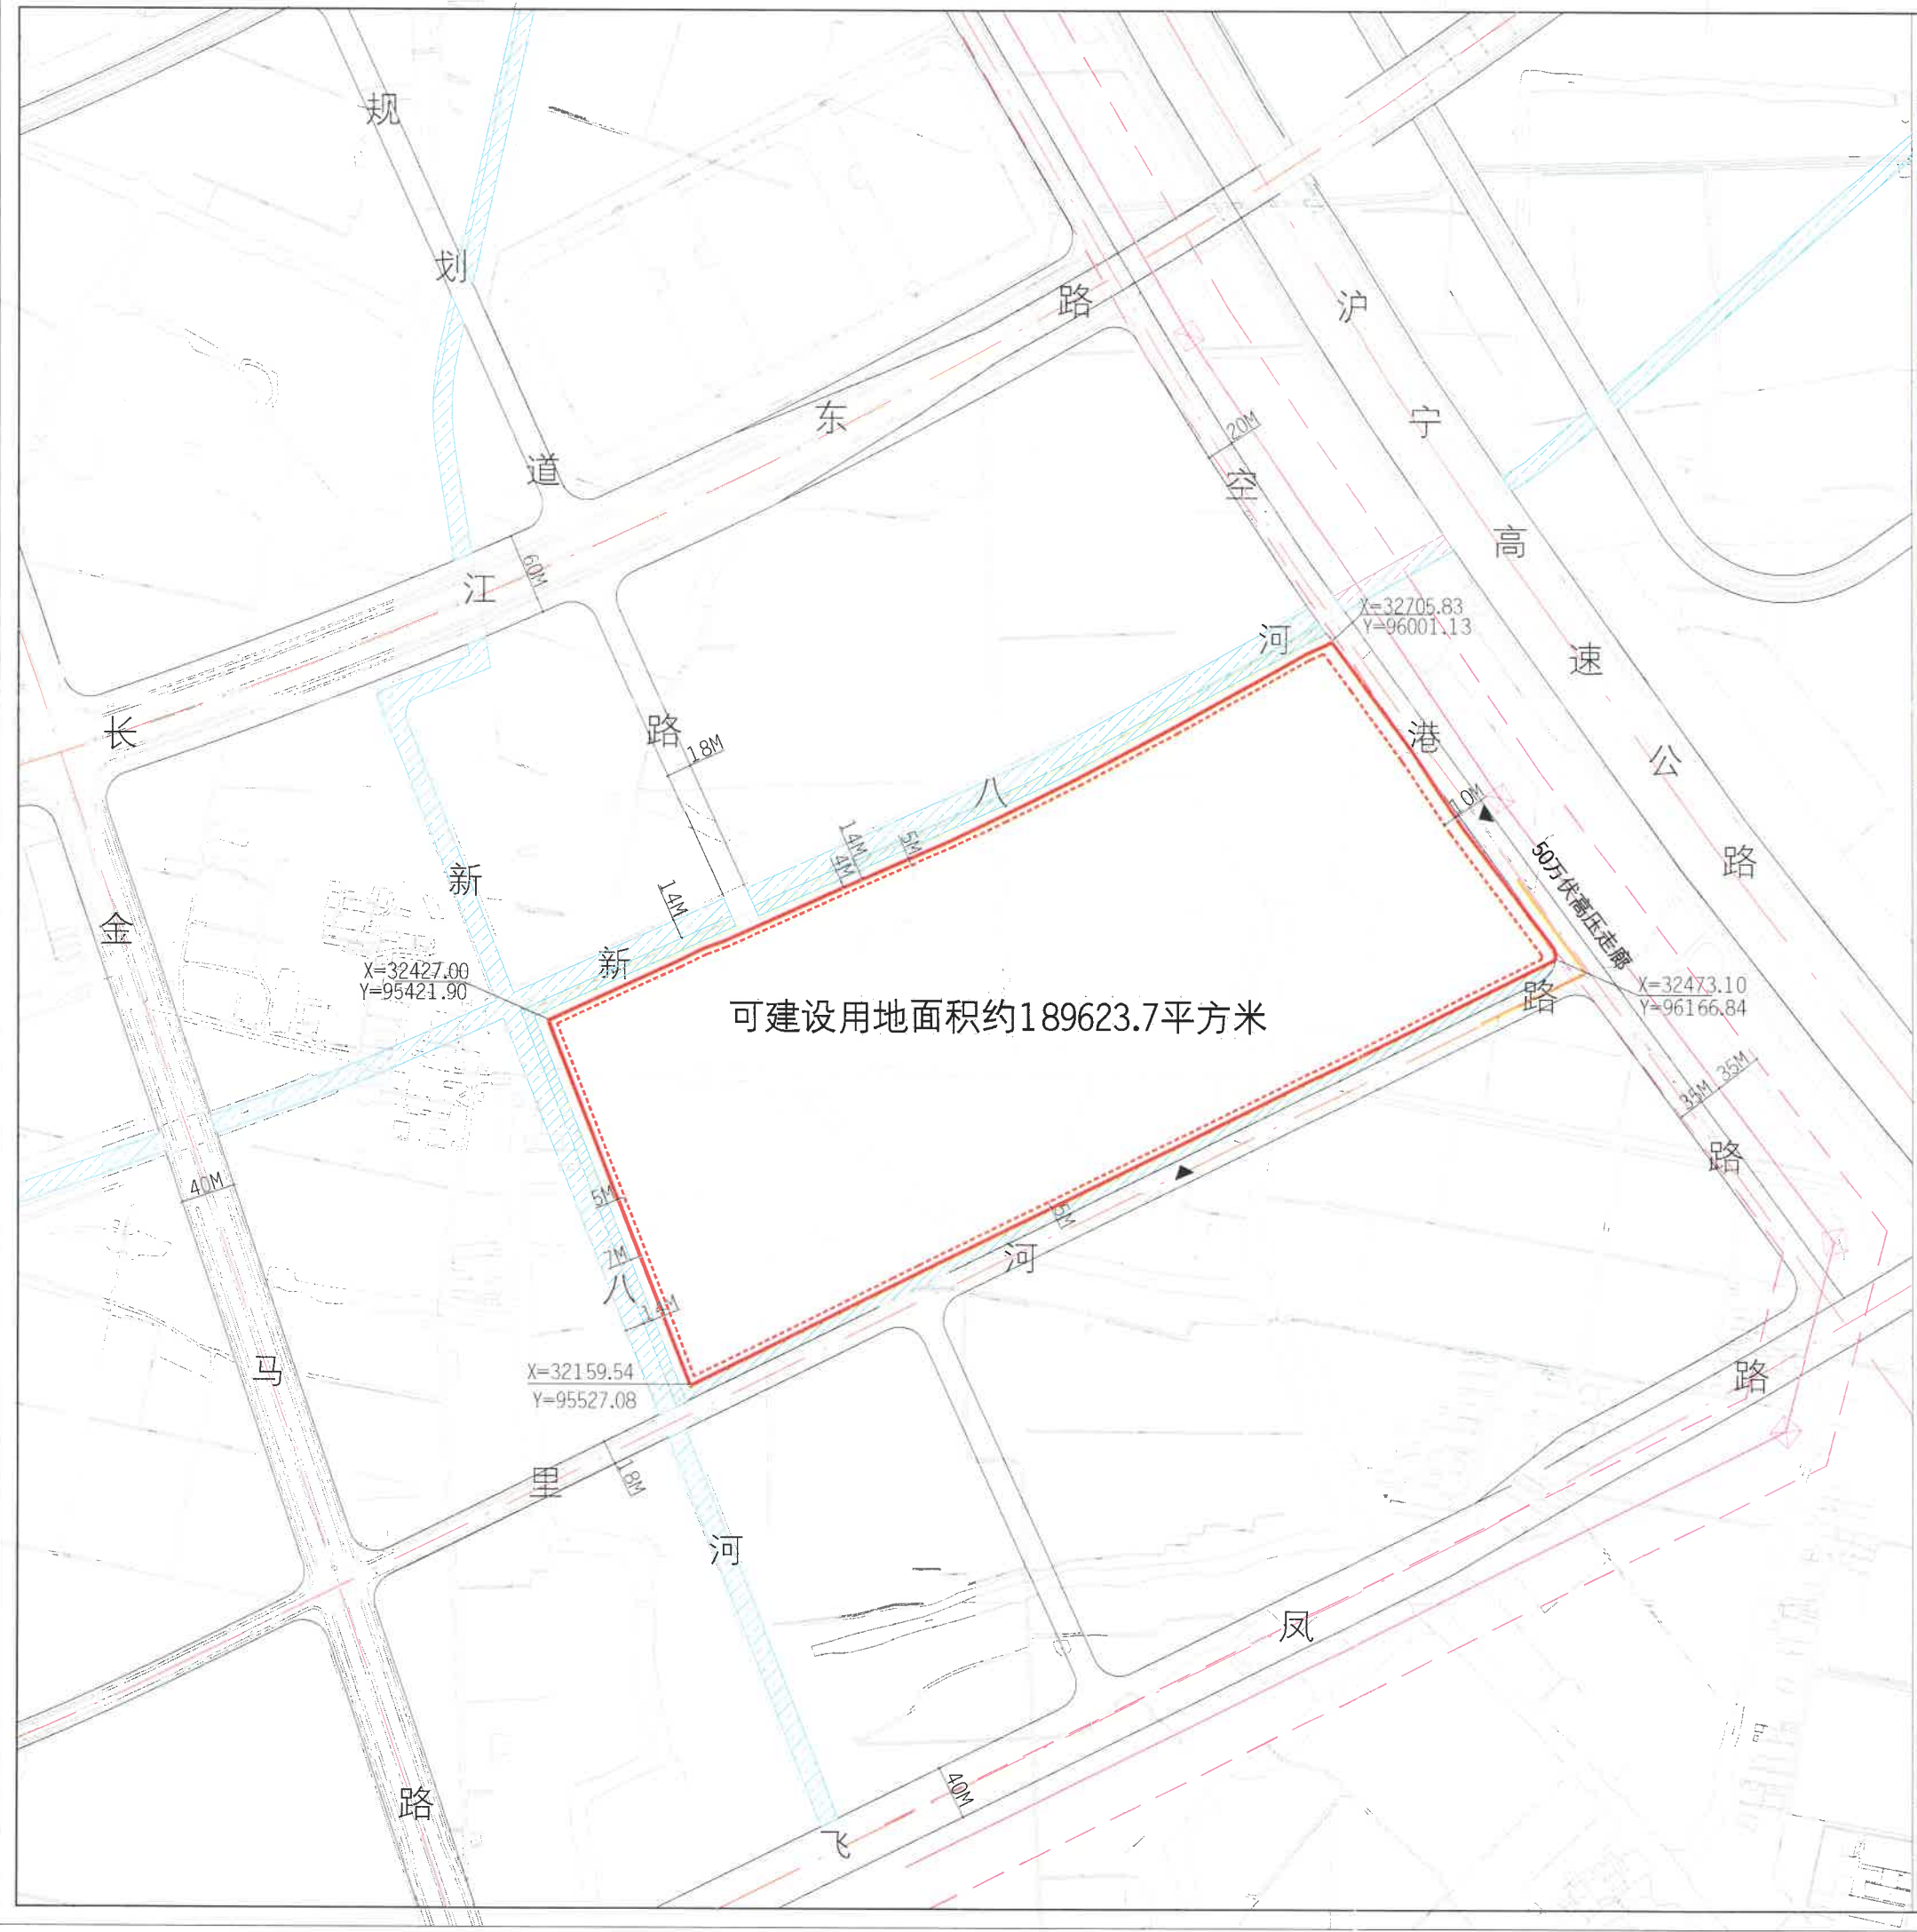 规
划
道
路
长
江
东
路
沪
宁
高
速
公
路
空
港
路
20M
60M
18M
X=32705.83
Y=96001.13
新
八
河
14M
4M
5M
14M
10M
50万伏高压走廊
金
马
路
40M
新
八
河
X=32427.00
Y=95421.90
可建设用地面积约189623.7平方米
X=32473.10
Y=96166.84
35M
35M
5M
7M
14M
5M
X=32159.54
Y=95527.08
里
河
路
18M
飞
凤
路
40M